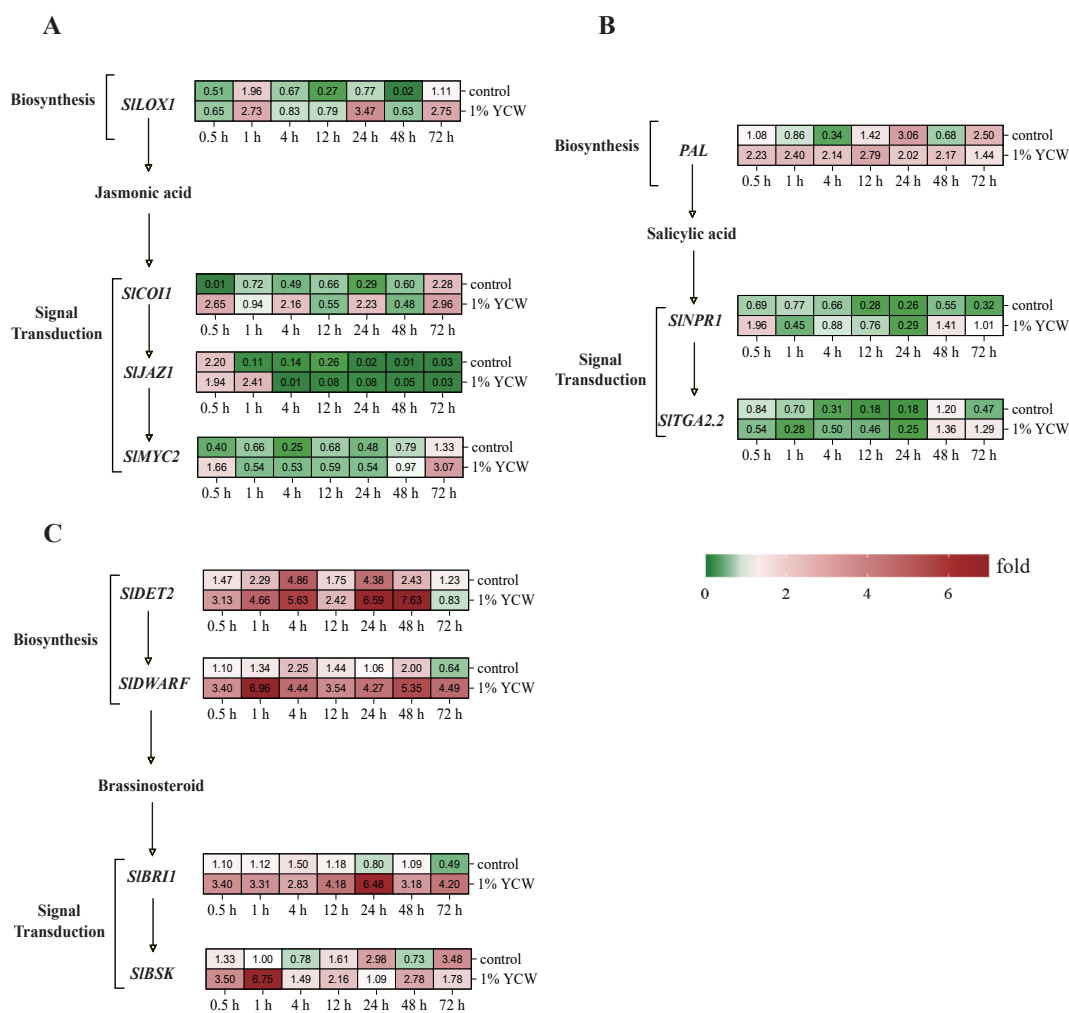 A
Biosynthesis
SlLOX1
0.51 1.96 0.67 0.27 0.77 0.02 1.11 control
0.65 2.73 0.83 0.79 3.47 0.63 2.75 1% YCW
0.5 h 1 h 4 h 12 h 24 h 48 h 72 h
Jasmonic acid
Signal
Transduction
SlCOI1
0.01 0.72 0.49 0.66 0.29 0.60 2.28 control
2.65 0.94 2.16 0.55 2.23 0.48 2.96 1% YCW
0.5 h 1 h 4 h 12 h 24 h 48 h 72 h
SlJAZ1
2.20 0.11 0.14 0.26 0.02 0.01 0.03 control
1.94 2.41 0.01 0.08 0.08 0.05 0.03 1% YCW
0.5 h 1 h 4 h 12 h 24 h 48 h 72 h
SlMYC2
0.40 0.66 0.25 0.68 0.48 0.79 1.33 control
1.66 0.54 0.53 0.59 0.54 0.97 3.07 1% YCW
0.5 h 1 h 4 h 12 h 24 h 48 h 72 h
B
Biosynthesis
PAL
1.08 0.86 0.34 1.42 3.06 0.68 2.50 control
2.23 2.40 2.14 2.79 2.02 2.17 1.44 1% YCW
0.5 h 1 h 4 h 12 h 24 h 48 h 72 h
Salicylic acid
Signal
Transduction
SlNPR1
0.69 0.77 0.66 0.28 0.26 0.55 0.32 control
1.96 0.45 0.88 0.76 0.29 1.41 1.01 1% YCW
0.5 h 1 h 4 h 12 h 24 h 48 h 72 h
SlTGA2.2
0.84 0.70 0.31 0.18 0.18 1.20 0.47 control
0.54 0.28 0.50 0.46 0.25 1.36 1.29 1% YCW
0.5 h 1 h 4 h 12 h 24 h 48 h 72 h
C
Biosynthesis
SlDET2
1.47 2.29 4.86 1.75 4.38 2.43 1.23 control
3.13 4.66 5.63 2.42 6.59 7.63 0.83 1% YCW
0.5 h 1 h 4 h 12 h 24 h 48 h 72 h
SlDWARF
1.10 1.34 2.25 1.44 1.06 2.00 0.64 control
3.40 6.96 4.44 3.54 4.27 5.35 4.49 1% YCW
0.5 h 1 h 4 h 12 h 24 h 48 h 72 h
Brassinosteroid
Signal
Transduction
SlBRI1
1.10 1.12 1.50 1.18 0.80 1.09 0.49 control
3.40 3.31 2.83 4.18 6.48 3.18 4.20 1% YCW
0.5 h 1 h 4 h 12 h 24 h 48 h 72 h
SlBSK
1.33 1.00 0.78 1.61 2.98 0.73 3.48 control
3.50 6.75 1.49 2.16 1.09 2.78 1.78 1% YCW
0.5 h 1 h 4 h 12 h 24 h 48 h 72 h
fold
0 2 4 6